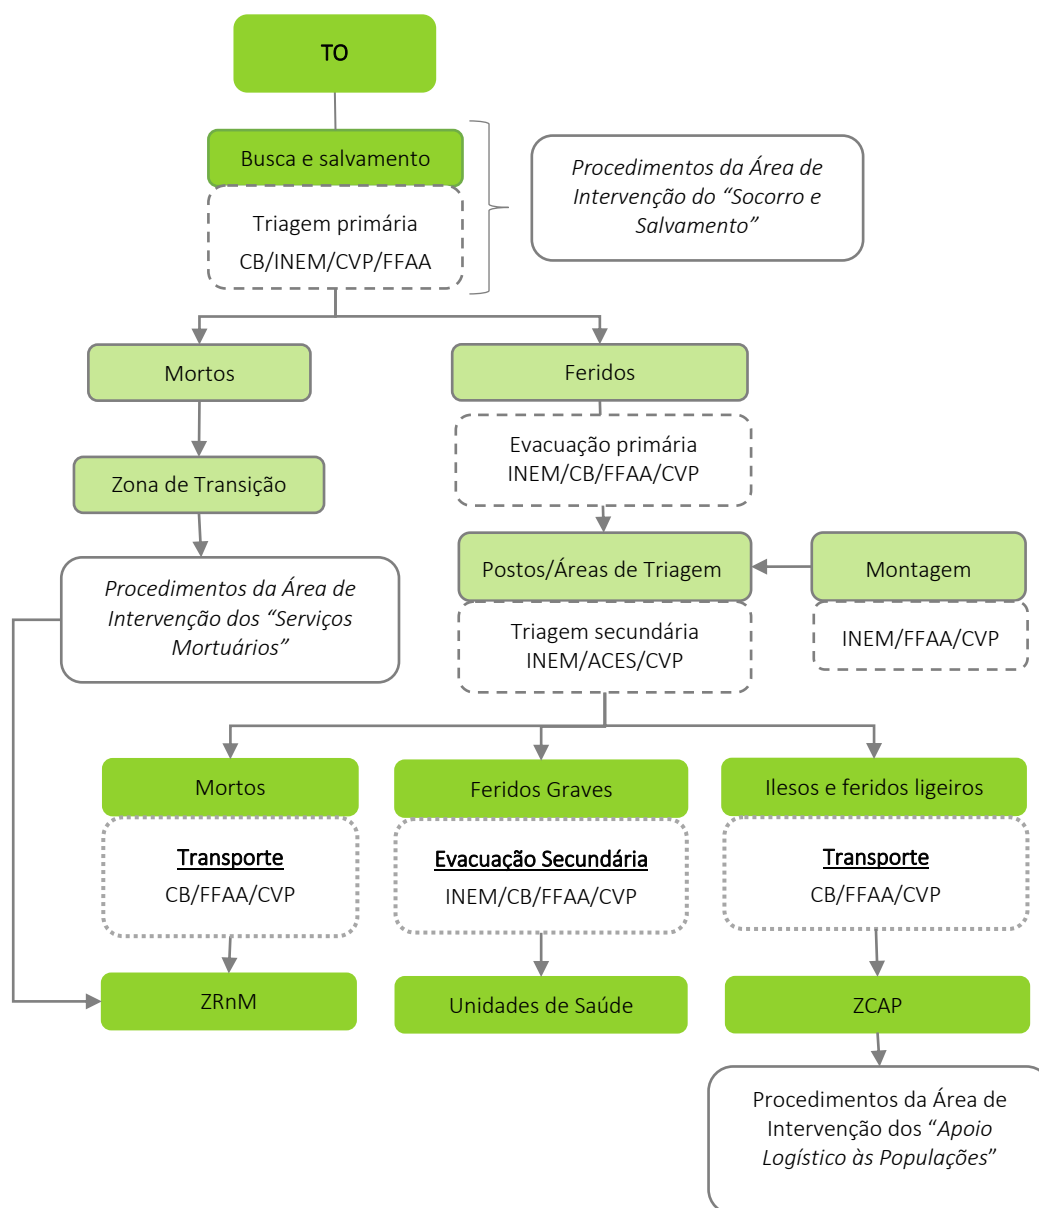 TO
Busca e salvamento
Procedimentos da Área de
Intervenção do “Socorro e
Salvamento”
Triagem primária
CB/INEM/CVP/FFAA
Mortos
Feridos
Evacuação primária
INEM/CB/FFAA/CVP
Zona de Transição
Postos/Áreas de Triagem
Montagem
Procedimentos da Área de
Intervenção dos “Serviços
Mortuários”
Triagem secundária
INEM/ACES/CVP
INEM/FFAA/CVP
Mortos
Feridos Graves
Ilesos e feridos ligeiros
Transporte
CB/FFAA/CVP
Evacuação Secundária
INEM/CB/FFAA/CVP
Transporte
CB/FFAA/CVP
ZRnM
Unidades de Saúde
ZCAP
Procedimentos da Área de
Intervenção dos “Apoio
Logístico às Populações”